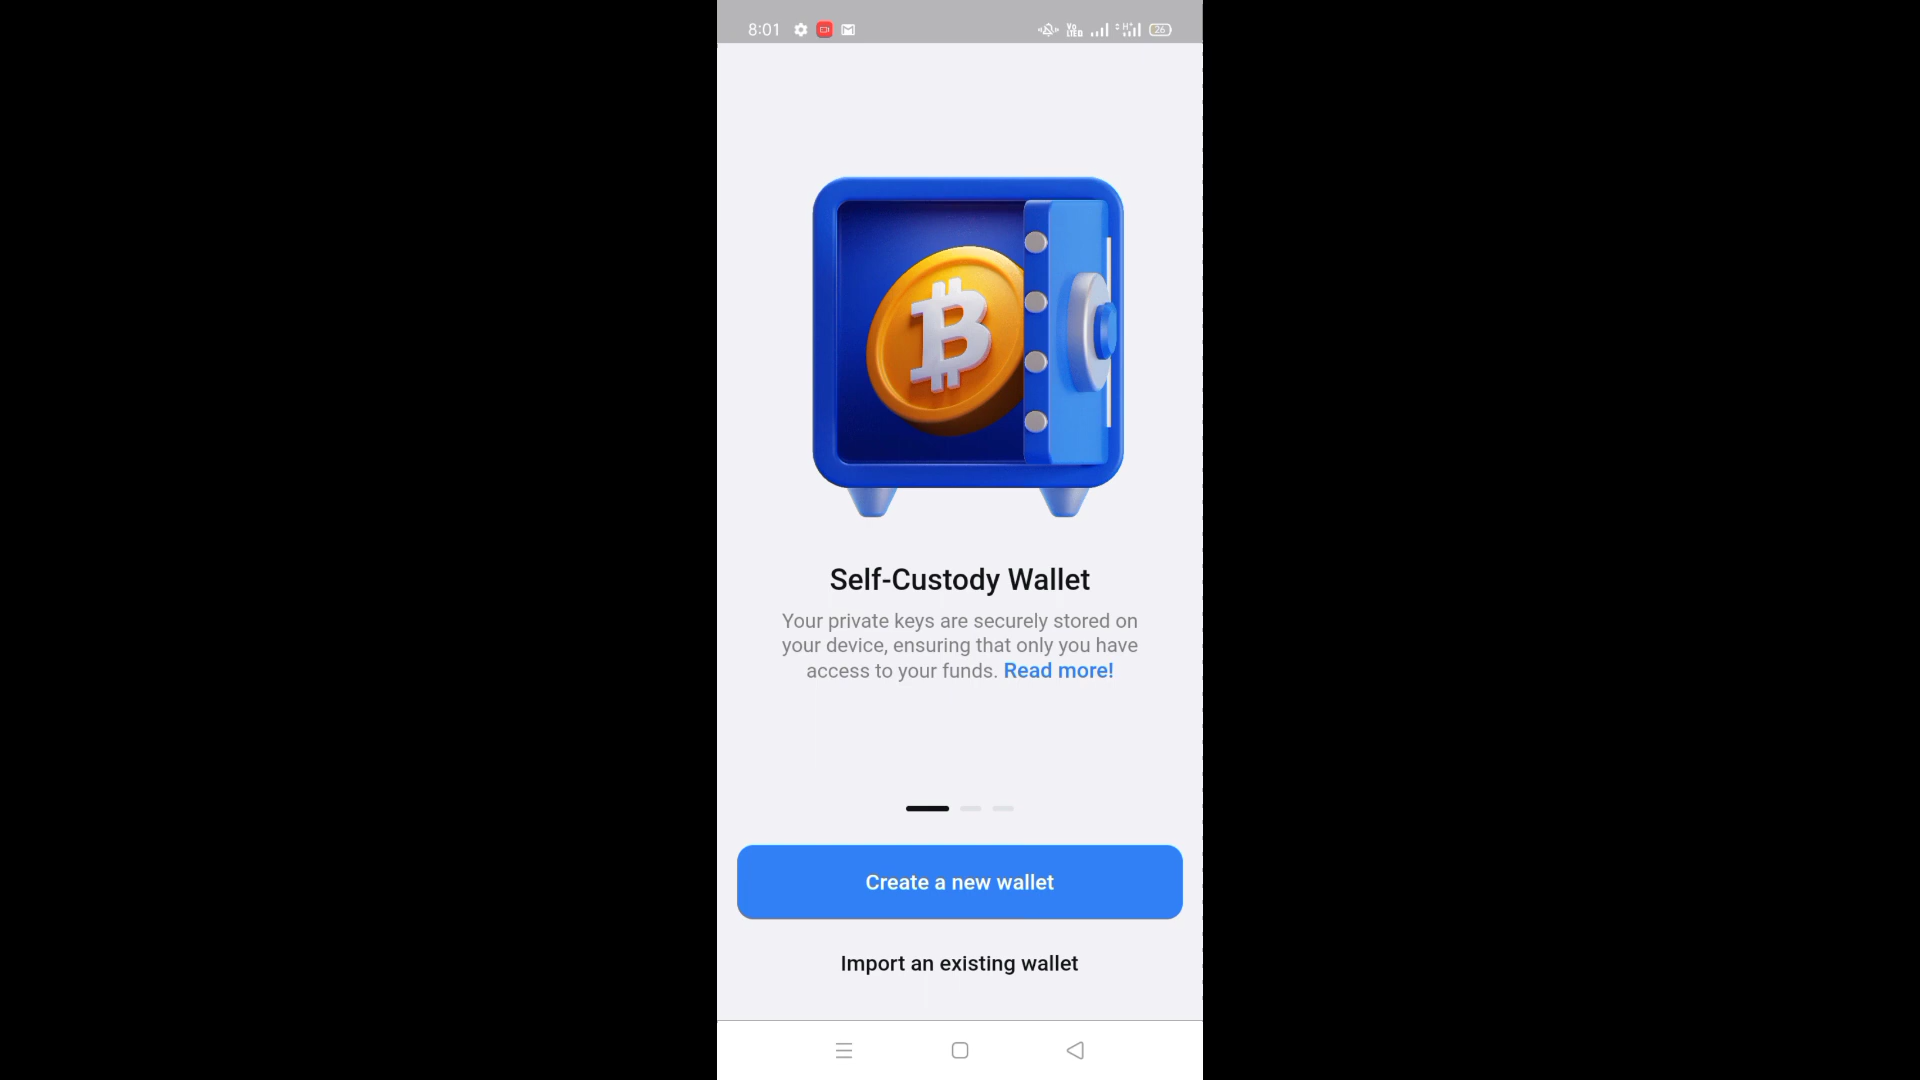 8:01
26
Self-Custody Wallet
Your private keys are securely stored on
your device, ensuring that only you have
access to your funds. Read more!
Create a new wallet
Import an existing wallet